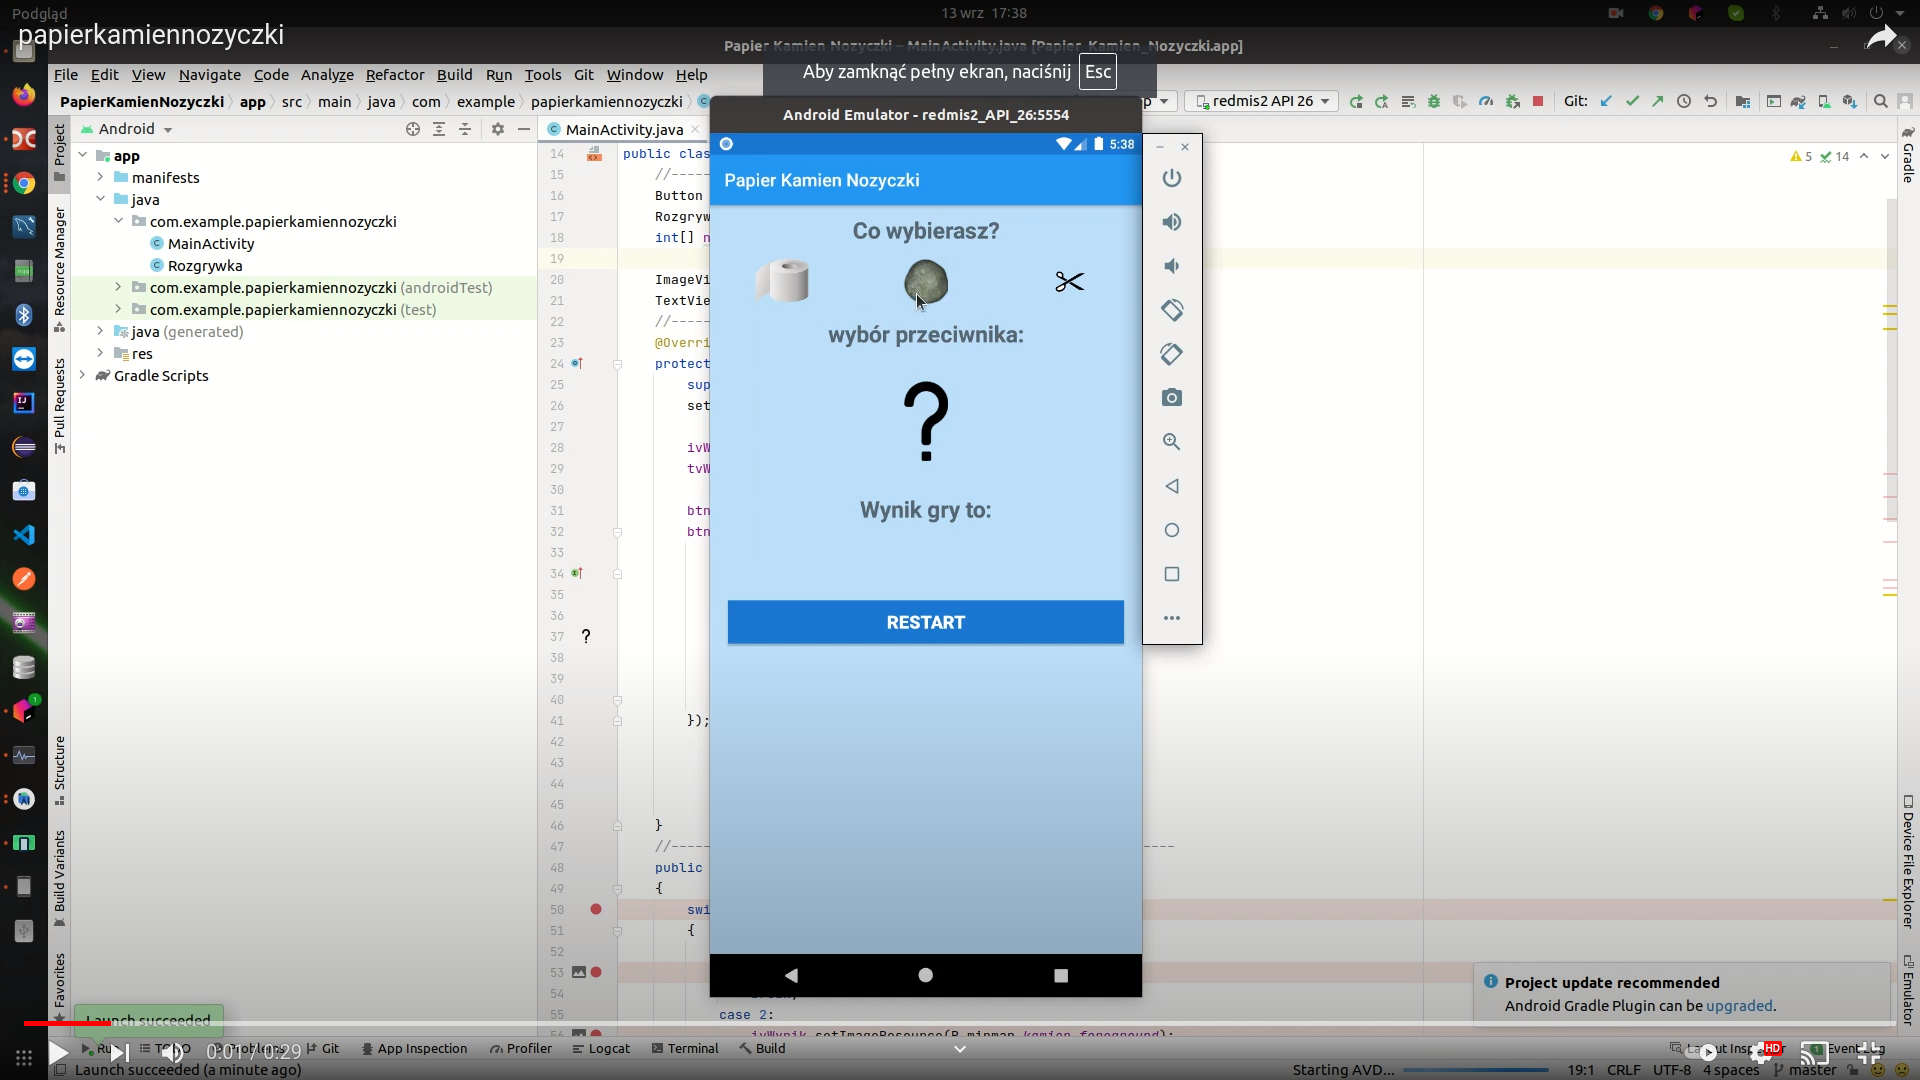 Podgląd
13 wrz 17:38
papierkamiennozyczki
Papier Kamien Nozyczki – MainActivity.java [Papier_Kamien_Nozyczki.app]
File Edit View Navigate Code Analyze Refactor Build Run Tools Git Window Help
Aby zamknąć pełny ekran, naciśnij Esc
PapierKamienNozyczki app src main java com example papierkamiennozyczki
redmis2 API 26
Git:
Android Emulator - redmis2_API_26:5554
Project
Android
MainActivity.java
5:38
14 public clas
5 14
Gradle
app
manifests
java
com.example.papierkamiennozyczki
MainActivity
Rozgrywka
com.example.papierkamiennozyczki (androidTest)
com.example.papierkamiennozyczki (test)
java (generated)
res
Gradle Scripts
Resource Manager
Pull Requests
Structure
Build Variants
Favorites
15 //----
16 Button
17 Rozgryw
18 int[] n
19
20 ImageVi
21 TextVie
22 //----
23 @Overri
24 protect
25 sup
26 set
27
28 ivW
29 tvW
30
31 btn
32 btn
33
34
35
36
37 ?
38
39
40
41 });
42
43
44
45
46 }
47 //----
48 public
49 {
50 swi
51 {
52
53
54 break;
55 case 2:
56 ivWynik.setImageResource(R.mipmap.kamien_foreground);
Papier Kamien Nozyczki
Co wybierasz?
wybór przeciwnika:
?
Wynik gry to:
RESTART
Device File Explorer
Emulator
Project update recommended
Android Gradle Plugin can be upgraded.
Launch succeeded
0:01 / 0:29
Run TODO Problems Git App Inspection Profiler Logcat Terminal Build
HD
Event Log
Launch succeeded (a minute ago)
Starting AVD...
19:1 CRLF UTF-8 4 spaces master